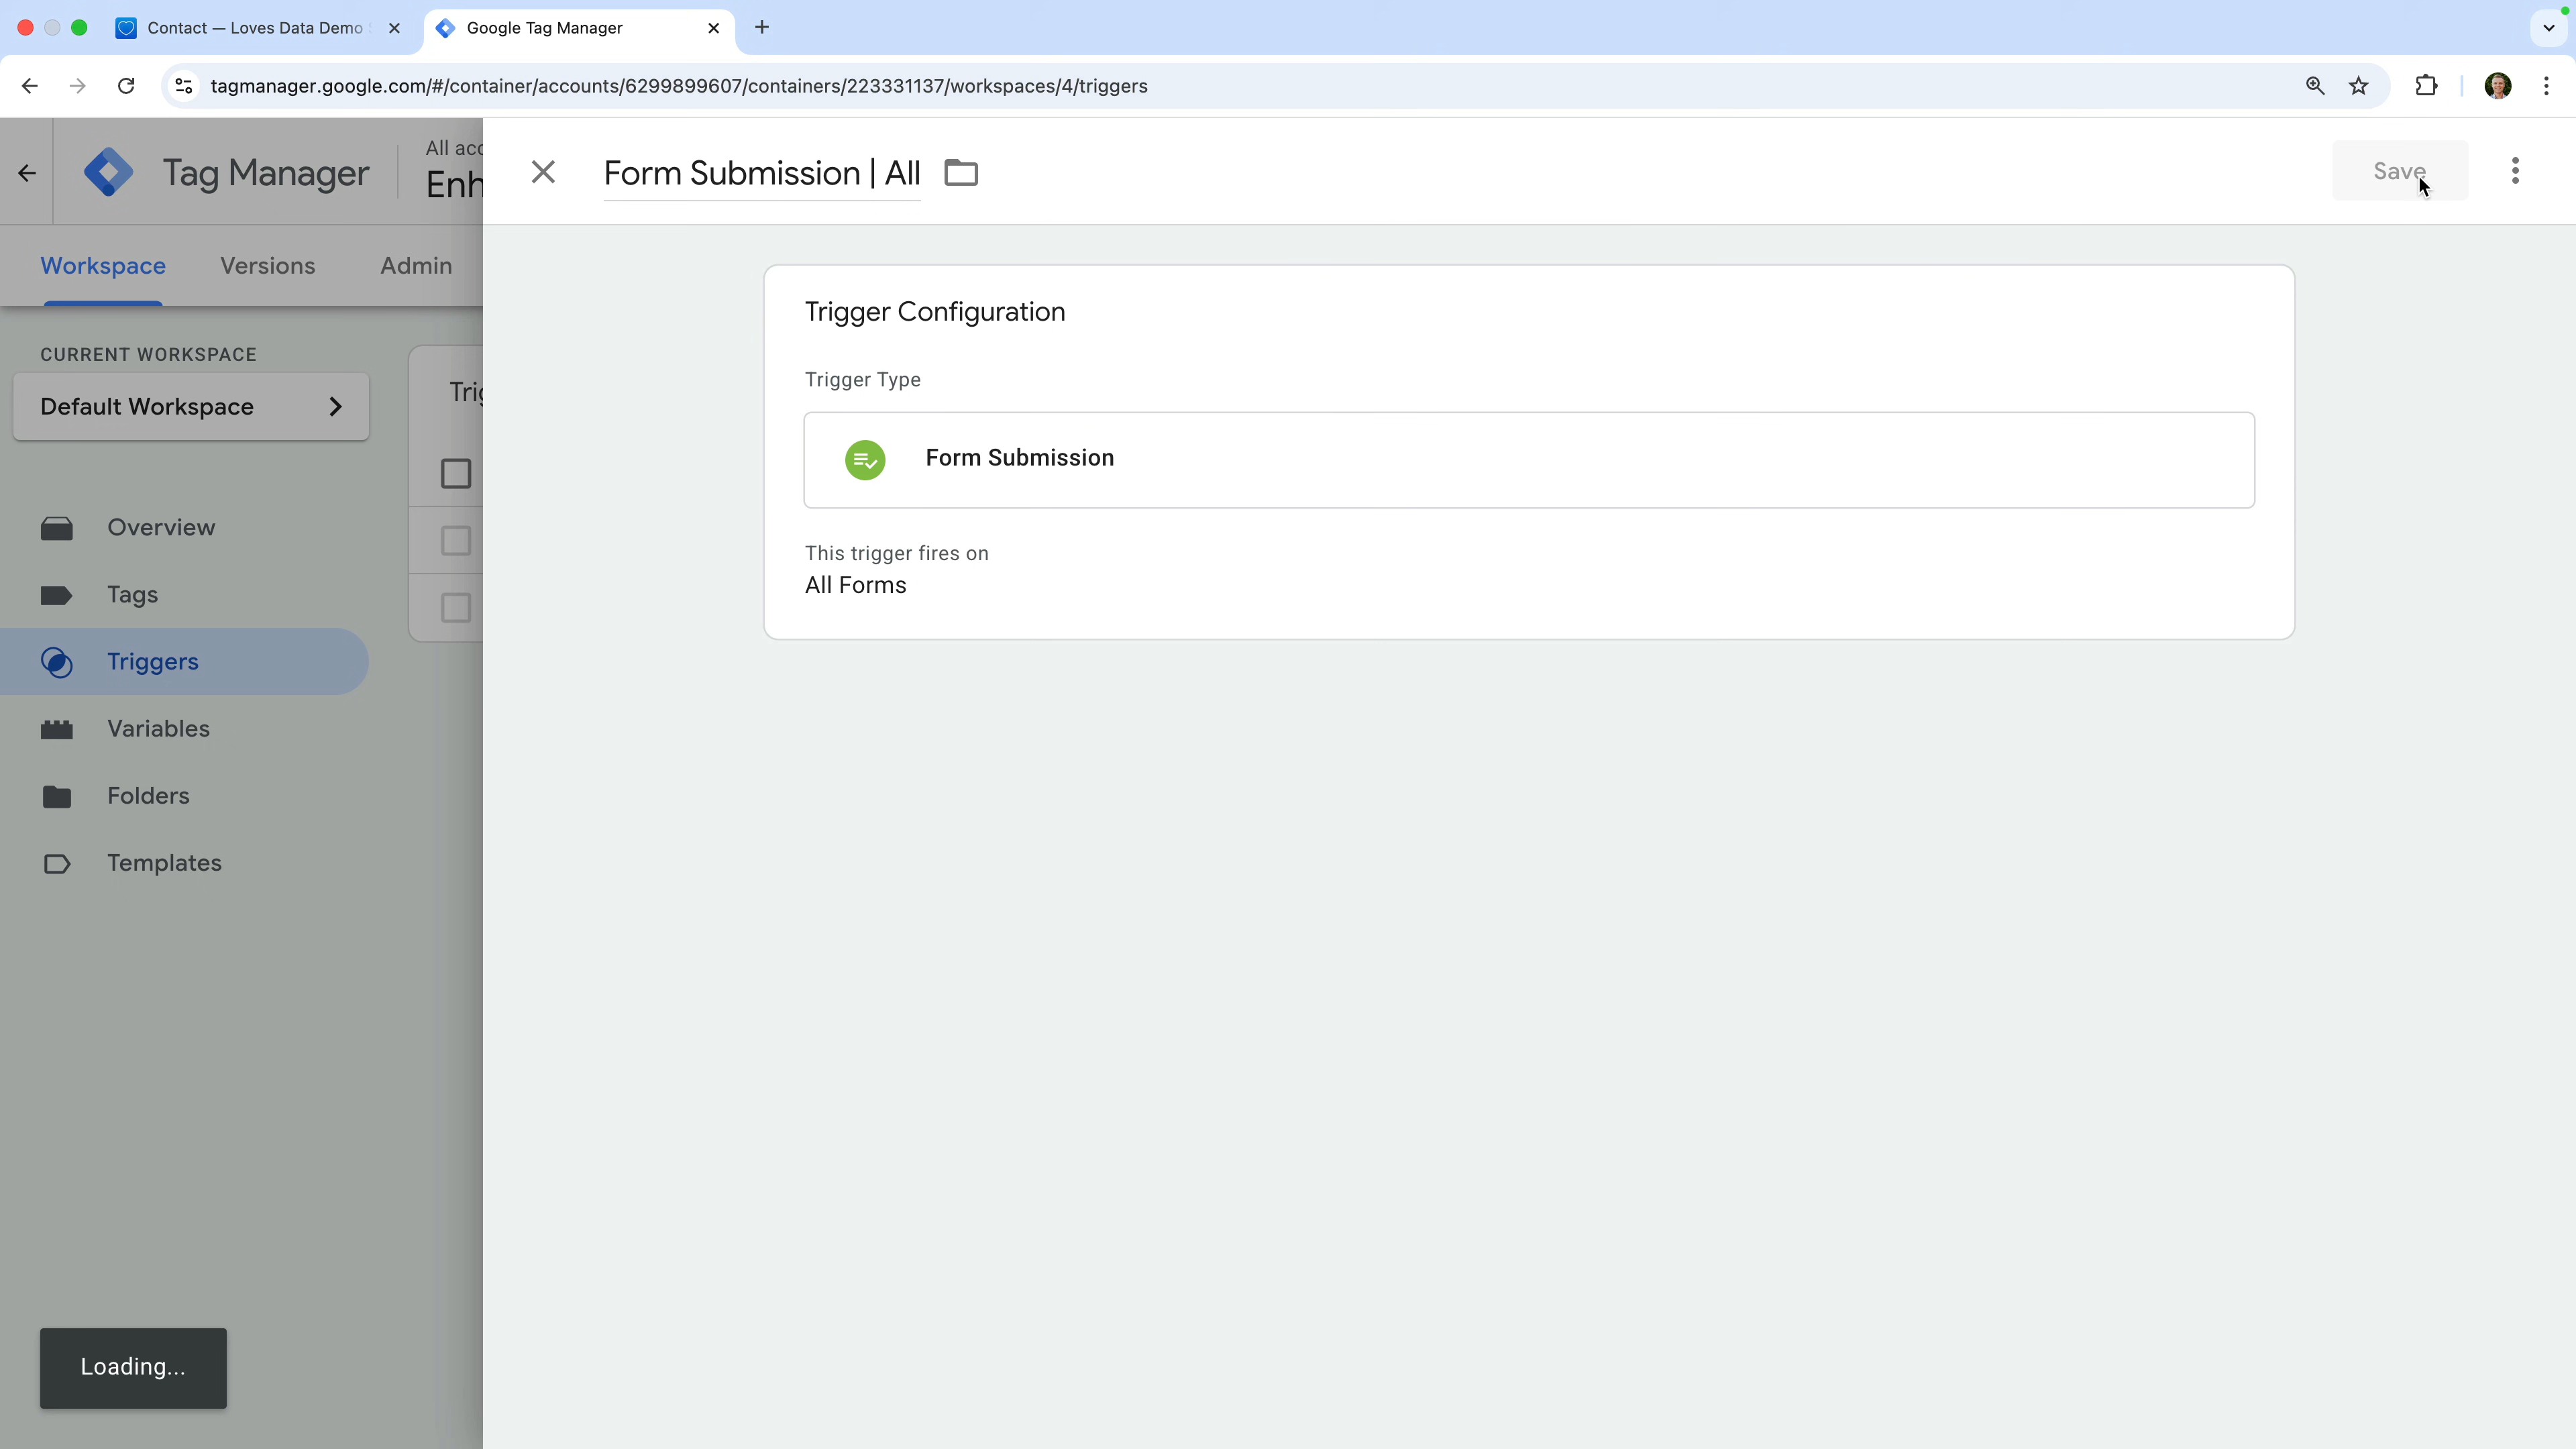 Contact — Loves Data Demo
Google Tag Manager
tagmanager.google.com/#/container/accounts/6299899607/containers/223331137/workspaces/4/triggers
Tag Manager
All acc
Enh
Form Submission | All
Save
Workspace
Versions
Admin
Trigger Configuration
Trigger Type
Form Submission
This trigger fires on
All Forms
CURRENT WORKSPACE
Default Workspace
Trig
Overview
Tags
Triggers
Variables
Folders
Templates
Loading...